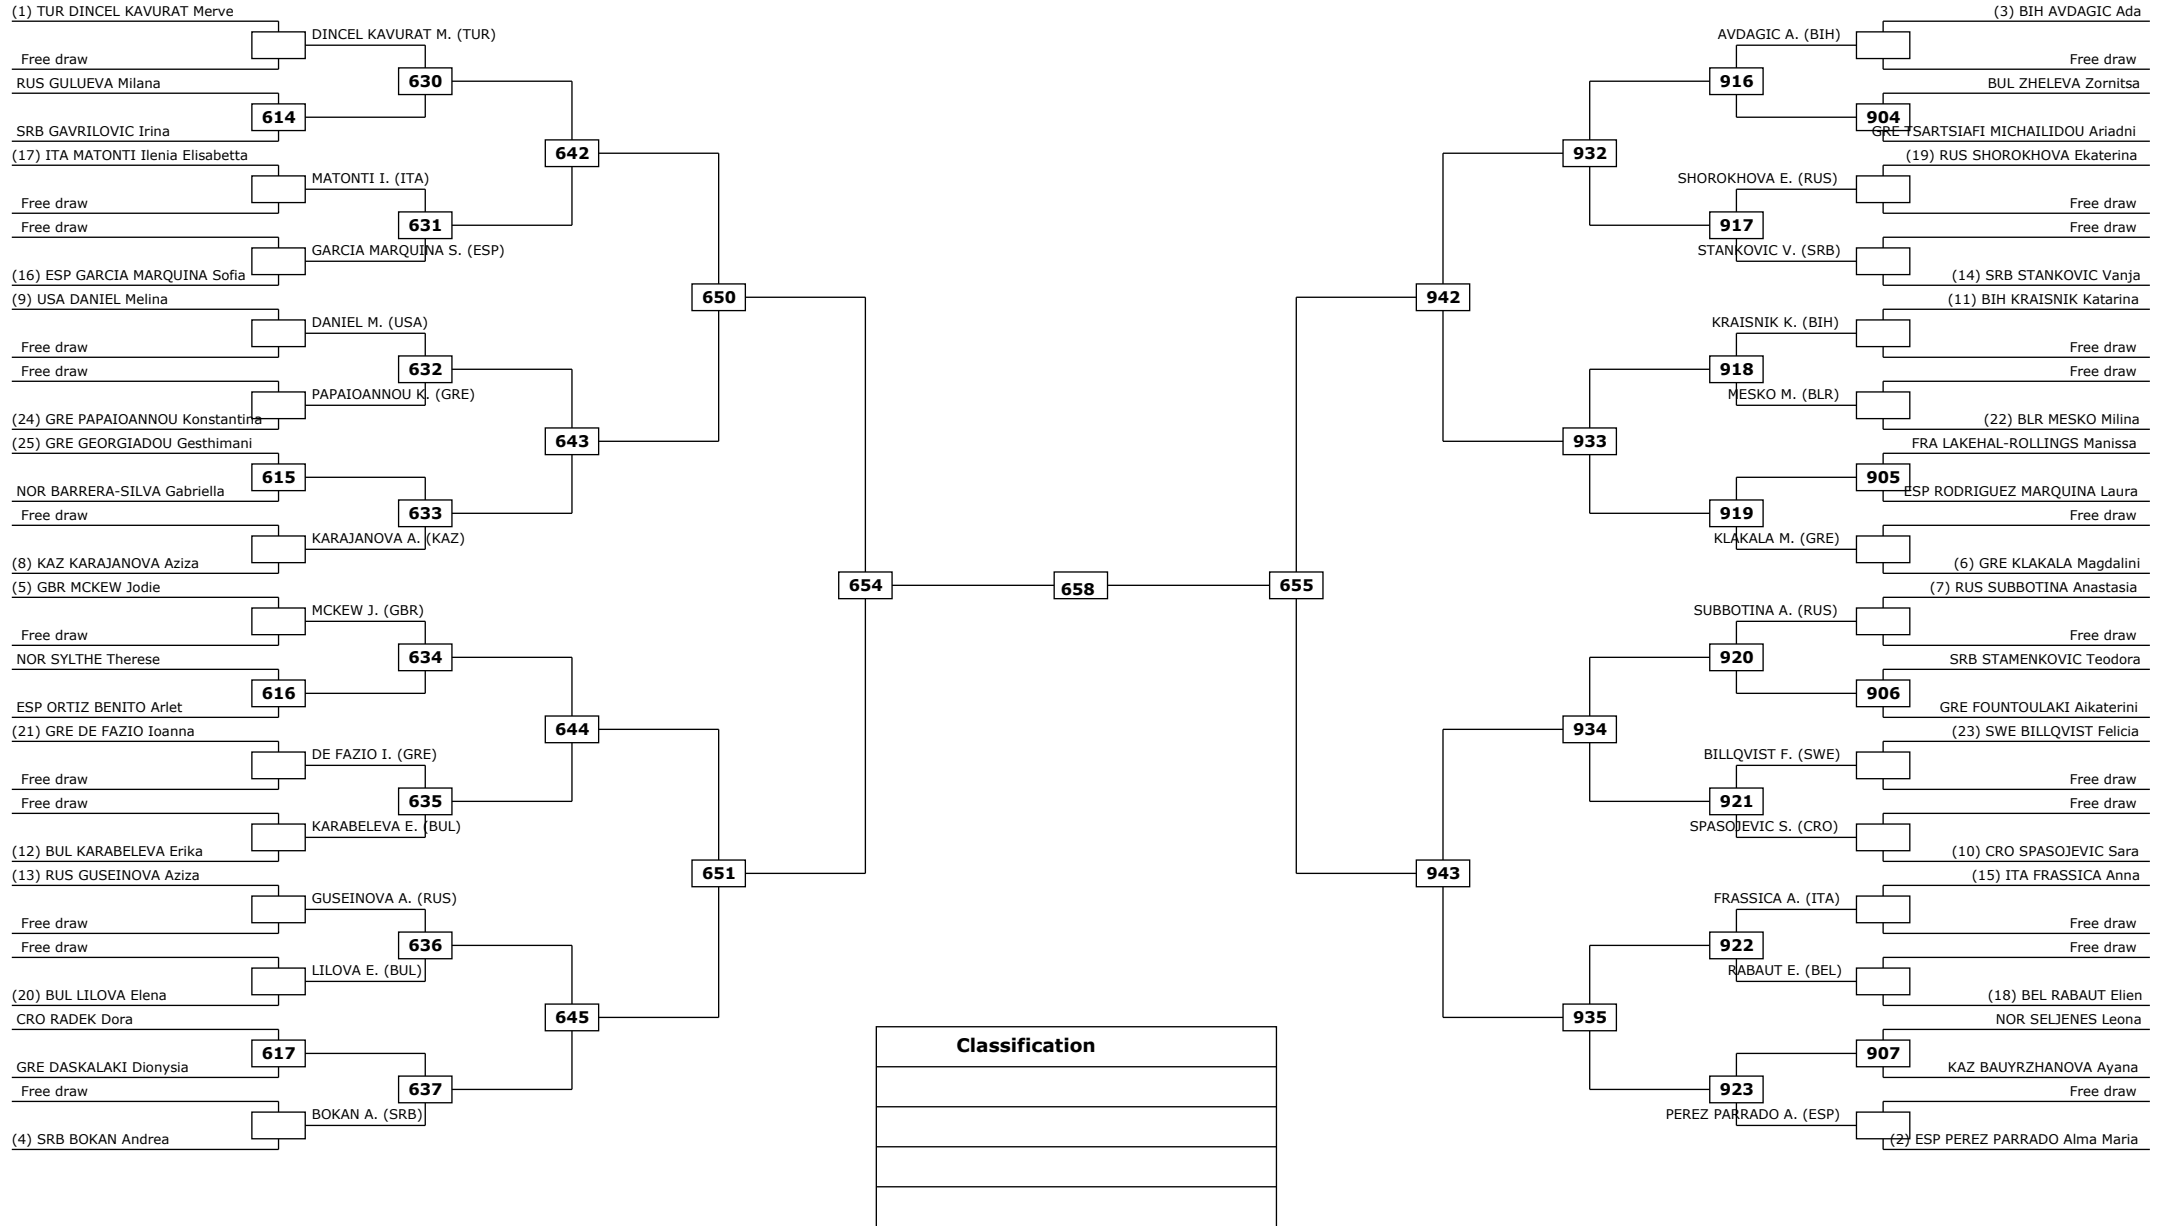 (1) TUR DINCEL KAVURAT Merve
DINCEL KAVURAT M. (TUR)
Free draw
630
RUS GULUEVA Milana
614
SRB GAVRILOVIC Irina
642
(17) ITA MATONTI Ilenia Elisabetta
MATONTI I. (ITA)
Free draw
631
Free draw
GARCIA MARQUINA S. (ESP)
(16) ESP GARCIA MARQUINA Sofia
650
(9) USA DANIEL Melina
DANIEL M. (USA)
Free draw
632
Free draw
PAPAIOANNOU K. (GRE)
(24) GRE PAPAIOANNOU Konstantina
643
(25) GRE GEORGIADOU Gesthimani
615
NOR BARRERA-SILVA Gabriella
633
Free draw
KARAJANOVA A. (KAZ)
(8) KAZ KARAJANOVA Aziza
654
(5) GBR MCKEW Jodie
MCKEW J. (GBR)
Free draw
634
NOR SYLTHE Therese
616
ESP ORTIZ BENITO Arlet
644
(21) GRE DE FAZIO Ioanna
DE FAZIO I. (GRE)
Free draw
635
Free draw
KARABELEVA E. (BUL)
(12) BUL KARABELEVA Erika
651
(13) RUS GUSEINOVA Aziza
GUSEINOVA A. (RUS)
Free draw
636
Free draw
LILOVA E. (BUL)
(20) BUL LILOVA Elena
645
CRO RADEK Dora
617
GRE DASKALAKI Dionysia
637
Free draw
BOKAN A. (SRB)
(4) SRB BOKAN Andrea
658
Classification
(3) BIH AVDAGIC Ada
AVDAGIC A. (BIH)
Free draw
916
BUL ZHELEVA Zornitsa
904
GRE TSARTSIAFI MICHAILIDOU Ariadni
932
(19) RUS SHOROKHOVA Ekaterina
SHOROKHOVA E. (RUS)
Free draw
917
Free draw
STANKOVIC V. (SRB)
(14) SRB STANKOVIC Vanja
942
(11) BIH KRAISNIK Katarina
KRAISNIK K. (BIH)
Free draw
918
Free draw
MESKO M. (BLR)
(22) BLR MESKO Milina
933
FRA LAKEHAL-ROLLINGS Manissa
905
ESP RODRIGUEZ MARQUINA Laura
919
Free draw
KLAKALA M. (GRE)
(6) GRE KLAKALA Magdalini
655
(7) RUS SUBBOTINA Anastasia
SUBBOTINA A. (RUS)
Free draw
920
SRB STAMENKOVIC Teodora
906
GRE FOUNTOULAKI Aikaterini
934
(23) SWE BILLQVIST Felicia
BILLQVIST F. (SWE)
Free draw
921
Free draw
SPASOJEVIC S. (CRO)
(10) CRO SPASOJEVIC Sara
943
(15) ITA FRASSICA Anna
FRASSICA A. (ITA)
Free draw
922
Free draw
RABAUT E. (BEL)
(18) BEL RABAUT Elien
935
NOR SELJENES Leona
907
KAZ BAUYRZHANOVA Ayana
923
Free draw
PEREZ PARRADO A. (ESP)
(2) ESP PEREZ PARRADO Alma Maria